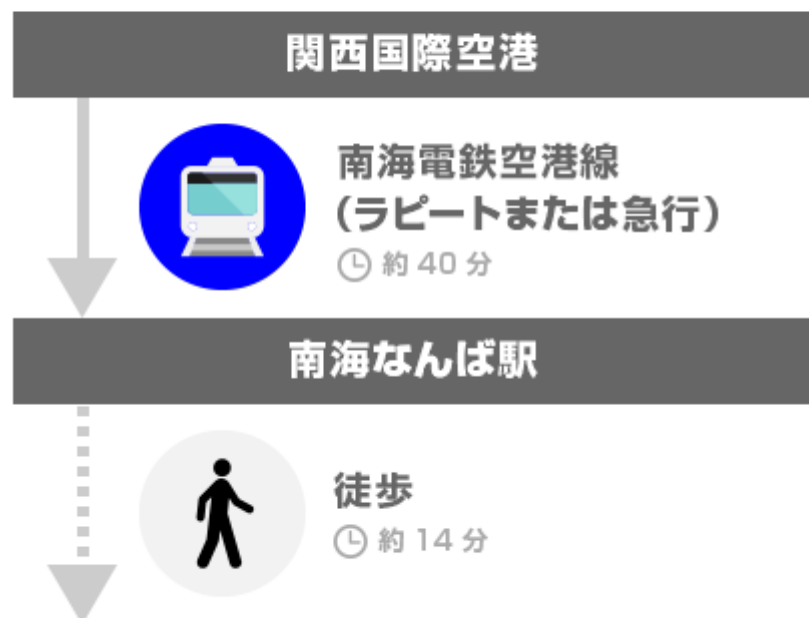 関西国際空港
南海電鉄空港線
（ラピートまたは急行）
約 40 分
南海なんば駅
徒歩
約 14 分